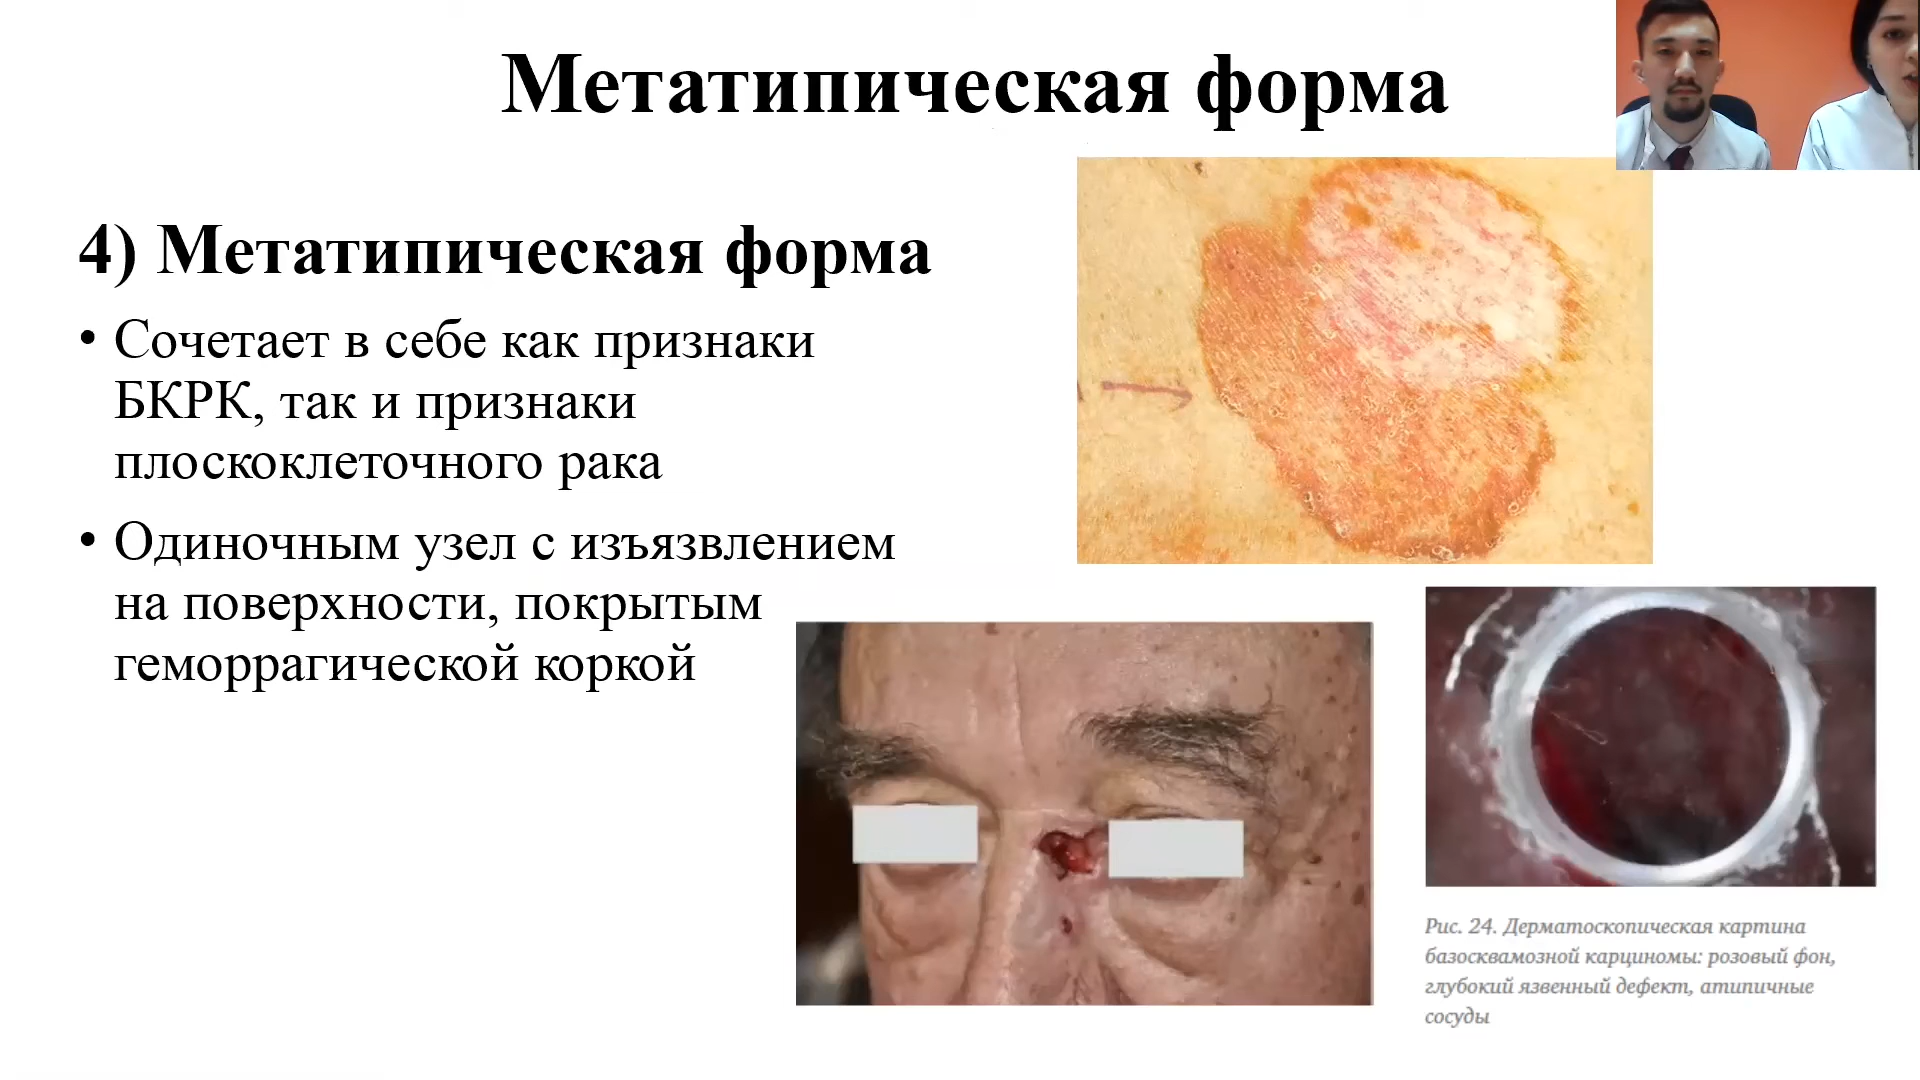 Метатипическая форма
4) Метатипическая форма
• Сочетает в себе как признаки
БКРК, так и признаки
плоскоклеточного рака
• Одиночным узел с изъязвлением
на поверхности, покрытым
геморрагической коркой
Рис. 24. Дерматоскопическая картина
базосквамозной карциномы: розовый фон,
глубокий язвенный дефект, атипичные
сосуды